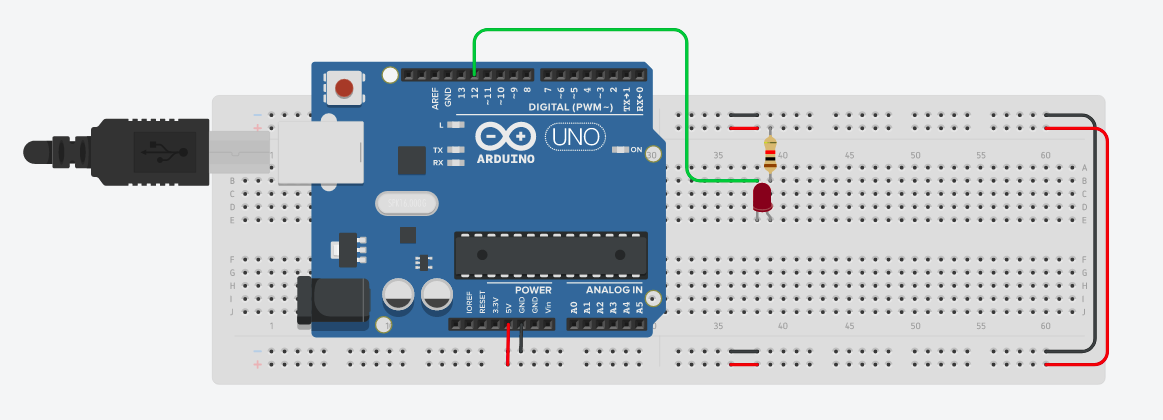 AREF
GND
13
12
~11
~10
~9
8
7
~6
~5
~4
~3
2
TX→1
RX←0
DIGITAL (PWM~)
L
TX
RX
ARDUINO
UNO
ON
POWER
ANALOG IN
IOREF
RESET
3.3V
5V
GND
GND
Vin
A0
A1
A2
A3
A4
A5
− −
+ +
1 30 35 40 45 50 55 60
A
B B
C C
D D
E E
F F
G G
H H
I I
J J
1 35 40 45 50 55 60
− −
+ +